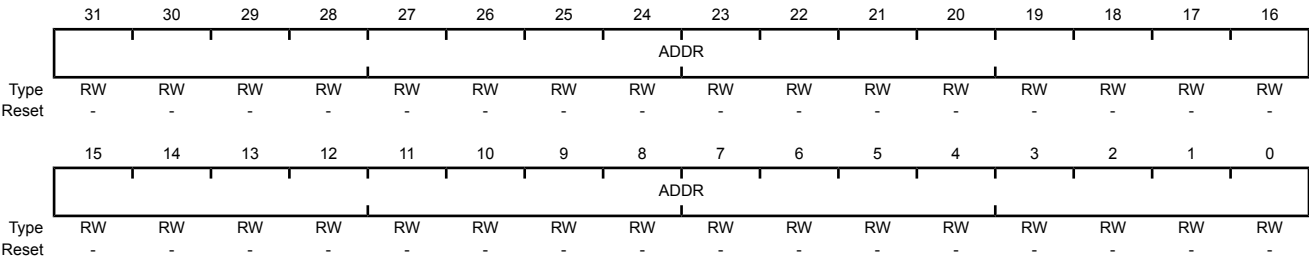 31 30 29 28 27 26 25 24 23 22 21 20 19 18 17 16
ADDR
Type RW RW RW RW RW RW RW RW RW RW RW RW RW RW RW RW
Reset - - - - - - - - - - - - - - - -
15 14 13 12 11 10 9 8 7 6 5 4 3 2 1 0
ADDR
Type RW RW RW RW RW RW RW RW RW RW RW RW RW RW RW RW
Reset - - - - - - - - - - - - - - - -